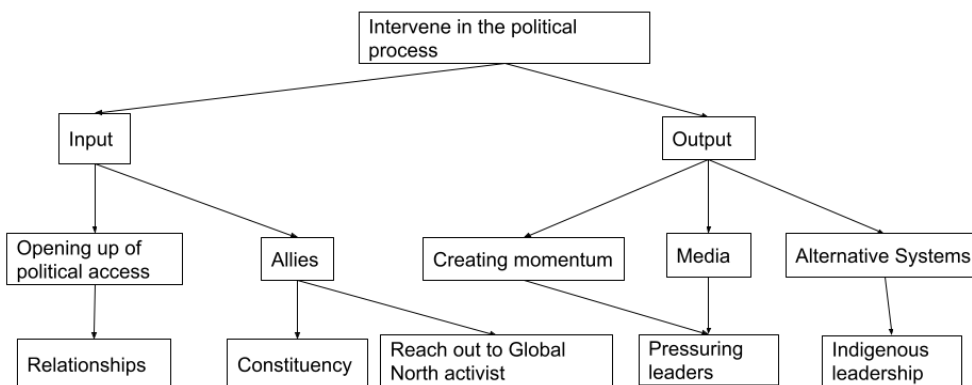 Intervene in the political
process
Input
Output
Opening up of
political access
Allies
Creating momentum
Media
Alternative Systems
Relationships
Constituency
Reach out to Global
North activist
Pressuring
leaders
Indigenous
leadership